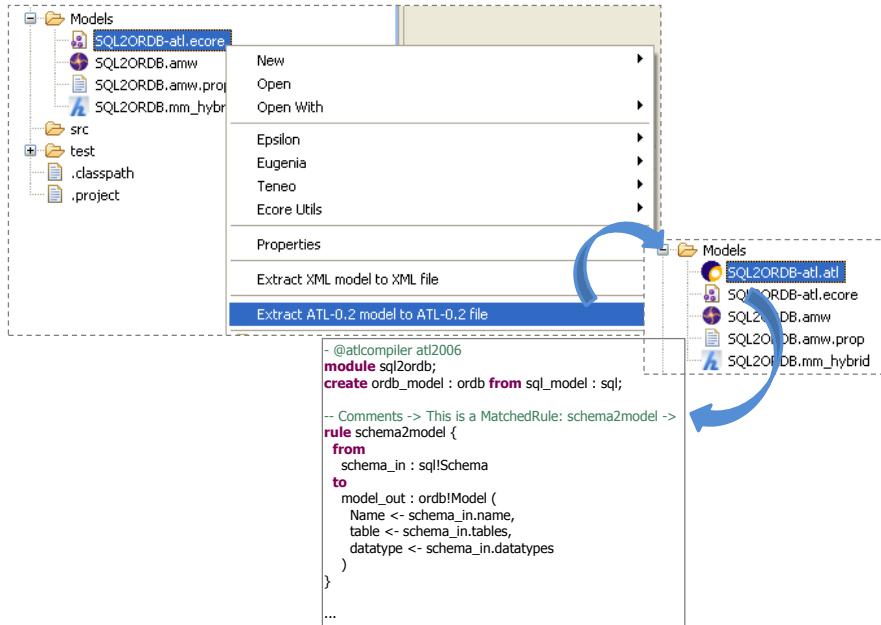 Models
SQL2ORDB-atl.ecore
SQL2ORDB.amw
SQL2ORDB.amw.prop
SQL2ORDB.mm_hybr
src
test
.classpath
.project
New
Open
Open With
Epsilon
Eugenia
Teneo
Ecore Utils
Properties
Extract XML model to XML file
Extract ATL-0.2 model to ATL-0.2 file
Models
SQL2ORDB-atl.atl
SQL2ORDB-atl.ecore
SQL2ORDB.amw
SQL2ORDB.amw.prop
SQL2ORDB.mm_hybrid
- @atlcompiler atl2006
module sql2ordb;
create ordb_model : ordb from sql_model : sql;
-- Comments -> This is a MatchedRule: schema2model ->
rule schema2model {
from
schema_in : sql!Schema
to
model_out : ordb!Model (
Name <- schema_in.name,
table <- schema_in.tables,
datatype <- schema_in.datatypes
)
}
...